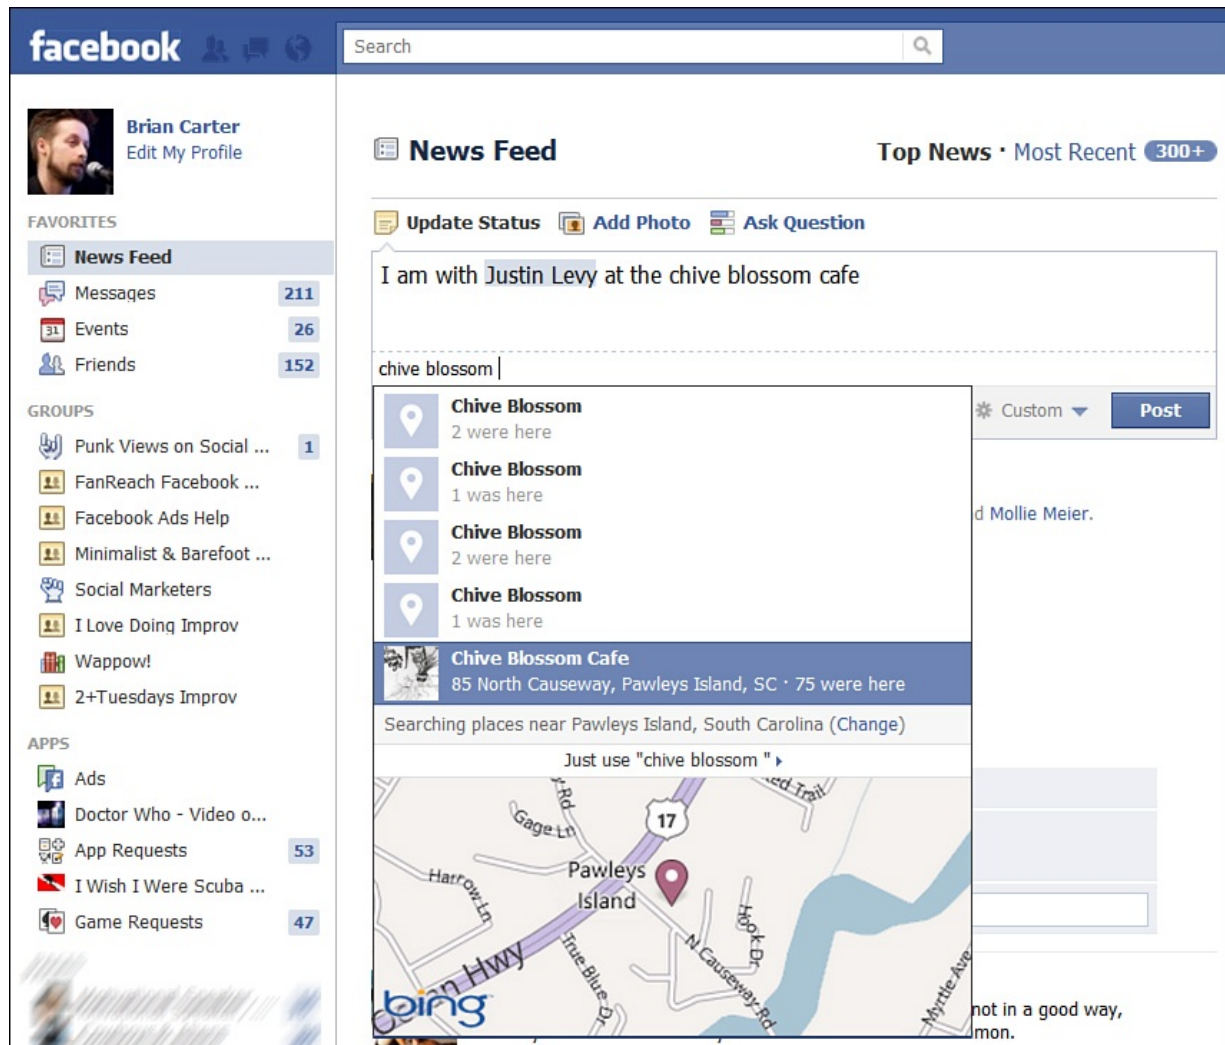 facebook
Search
Brian Carter
Edit My Profile
FAVORITES
News Feed
Messages 211
Events 26
Friends 152
GROUPS
Punk Views on Social ... 1
FanReach Facebook ...
Facebook Ads Help
Minimalist & Barefoot ...
Social Marketers
I Love Doing Improv
Wappow!
2+Tuesdays Improv
APPS
Ads
Doctor Who - Video o...
App Requests 53
I Wish I Were Scuba ...
Game Requests 47
News Feed
Top News · Most Recent 300+
Update Status Add Photo Ask Question
I am with Justin Levy at the chive blossom cafe
chive blossom
Custom Post
Chive Blossom
2 were here
Chive Blossom
1 was here
Chive Blossom
2 were here
Chive Blossom
1 was here
Chive Blossom Cafe
85 North Causeway, Pawleys Island, SC · 75 were here
Searching places near Pawleys Island, South Carolina (Change)
Just use "chive blossom "
d Mollie Meier.
y Rd
ed Trail
Gage Ln
17
Pawleys
Island
Harrow Ln
Hook Dr
N Causeway Rd
True Blue Dr
Hwy
Myrtle Ave
bing
not in a good way,
mon.